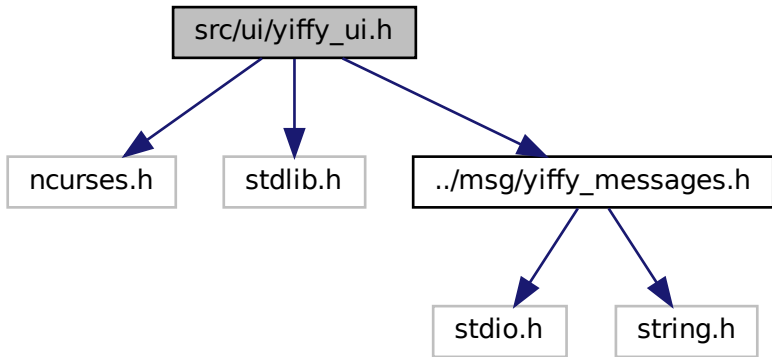 src/ui/yiffy_ui.h
ncurses.h
stdlib.h
../msg/yiffy_messages.h
stdio.h
string.h